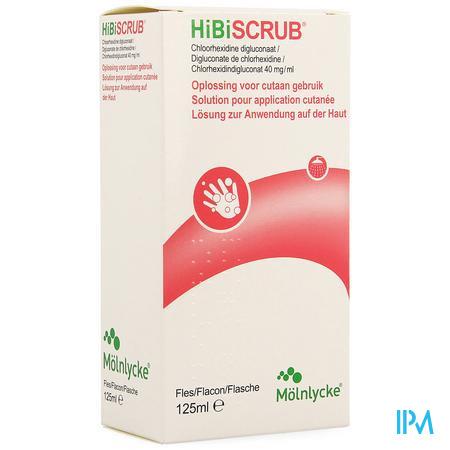 HiBiSCRUB®
Chloorhexidine digluconaat /
Digluconate de chlorhexidine /
Chlorhexidindigluconat 40 mg / ml
Oplossing voor cutaan gebruik
Solution pour application cutanée
Lösung zur Anwendung auf der Haut
Fles/Flacon/Flasche
125ml ℮
Mölnlycke®
HiBiSCRUB®
Mölnlycke®
IPM